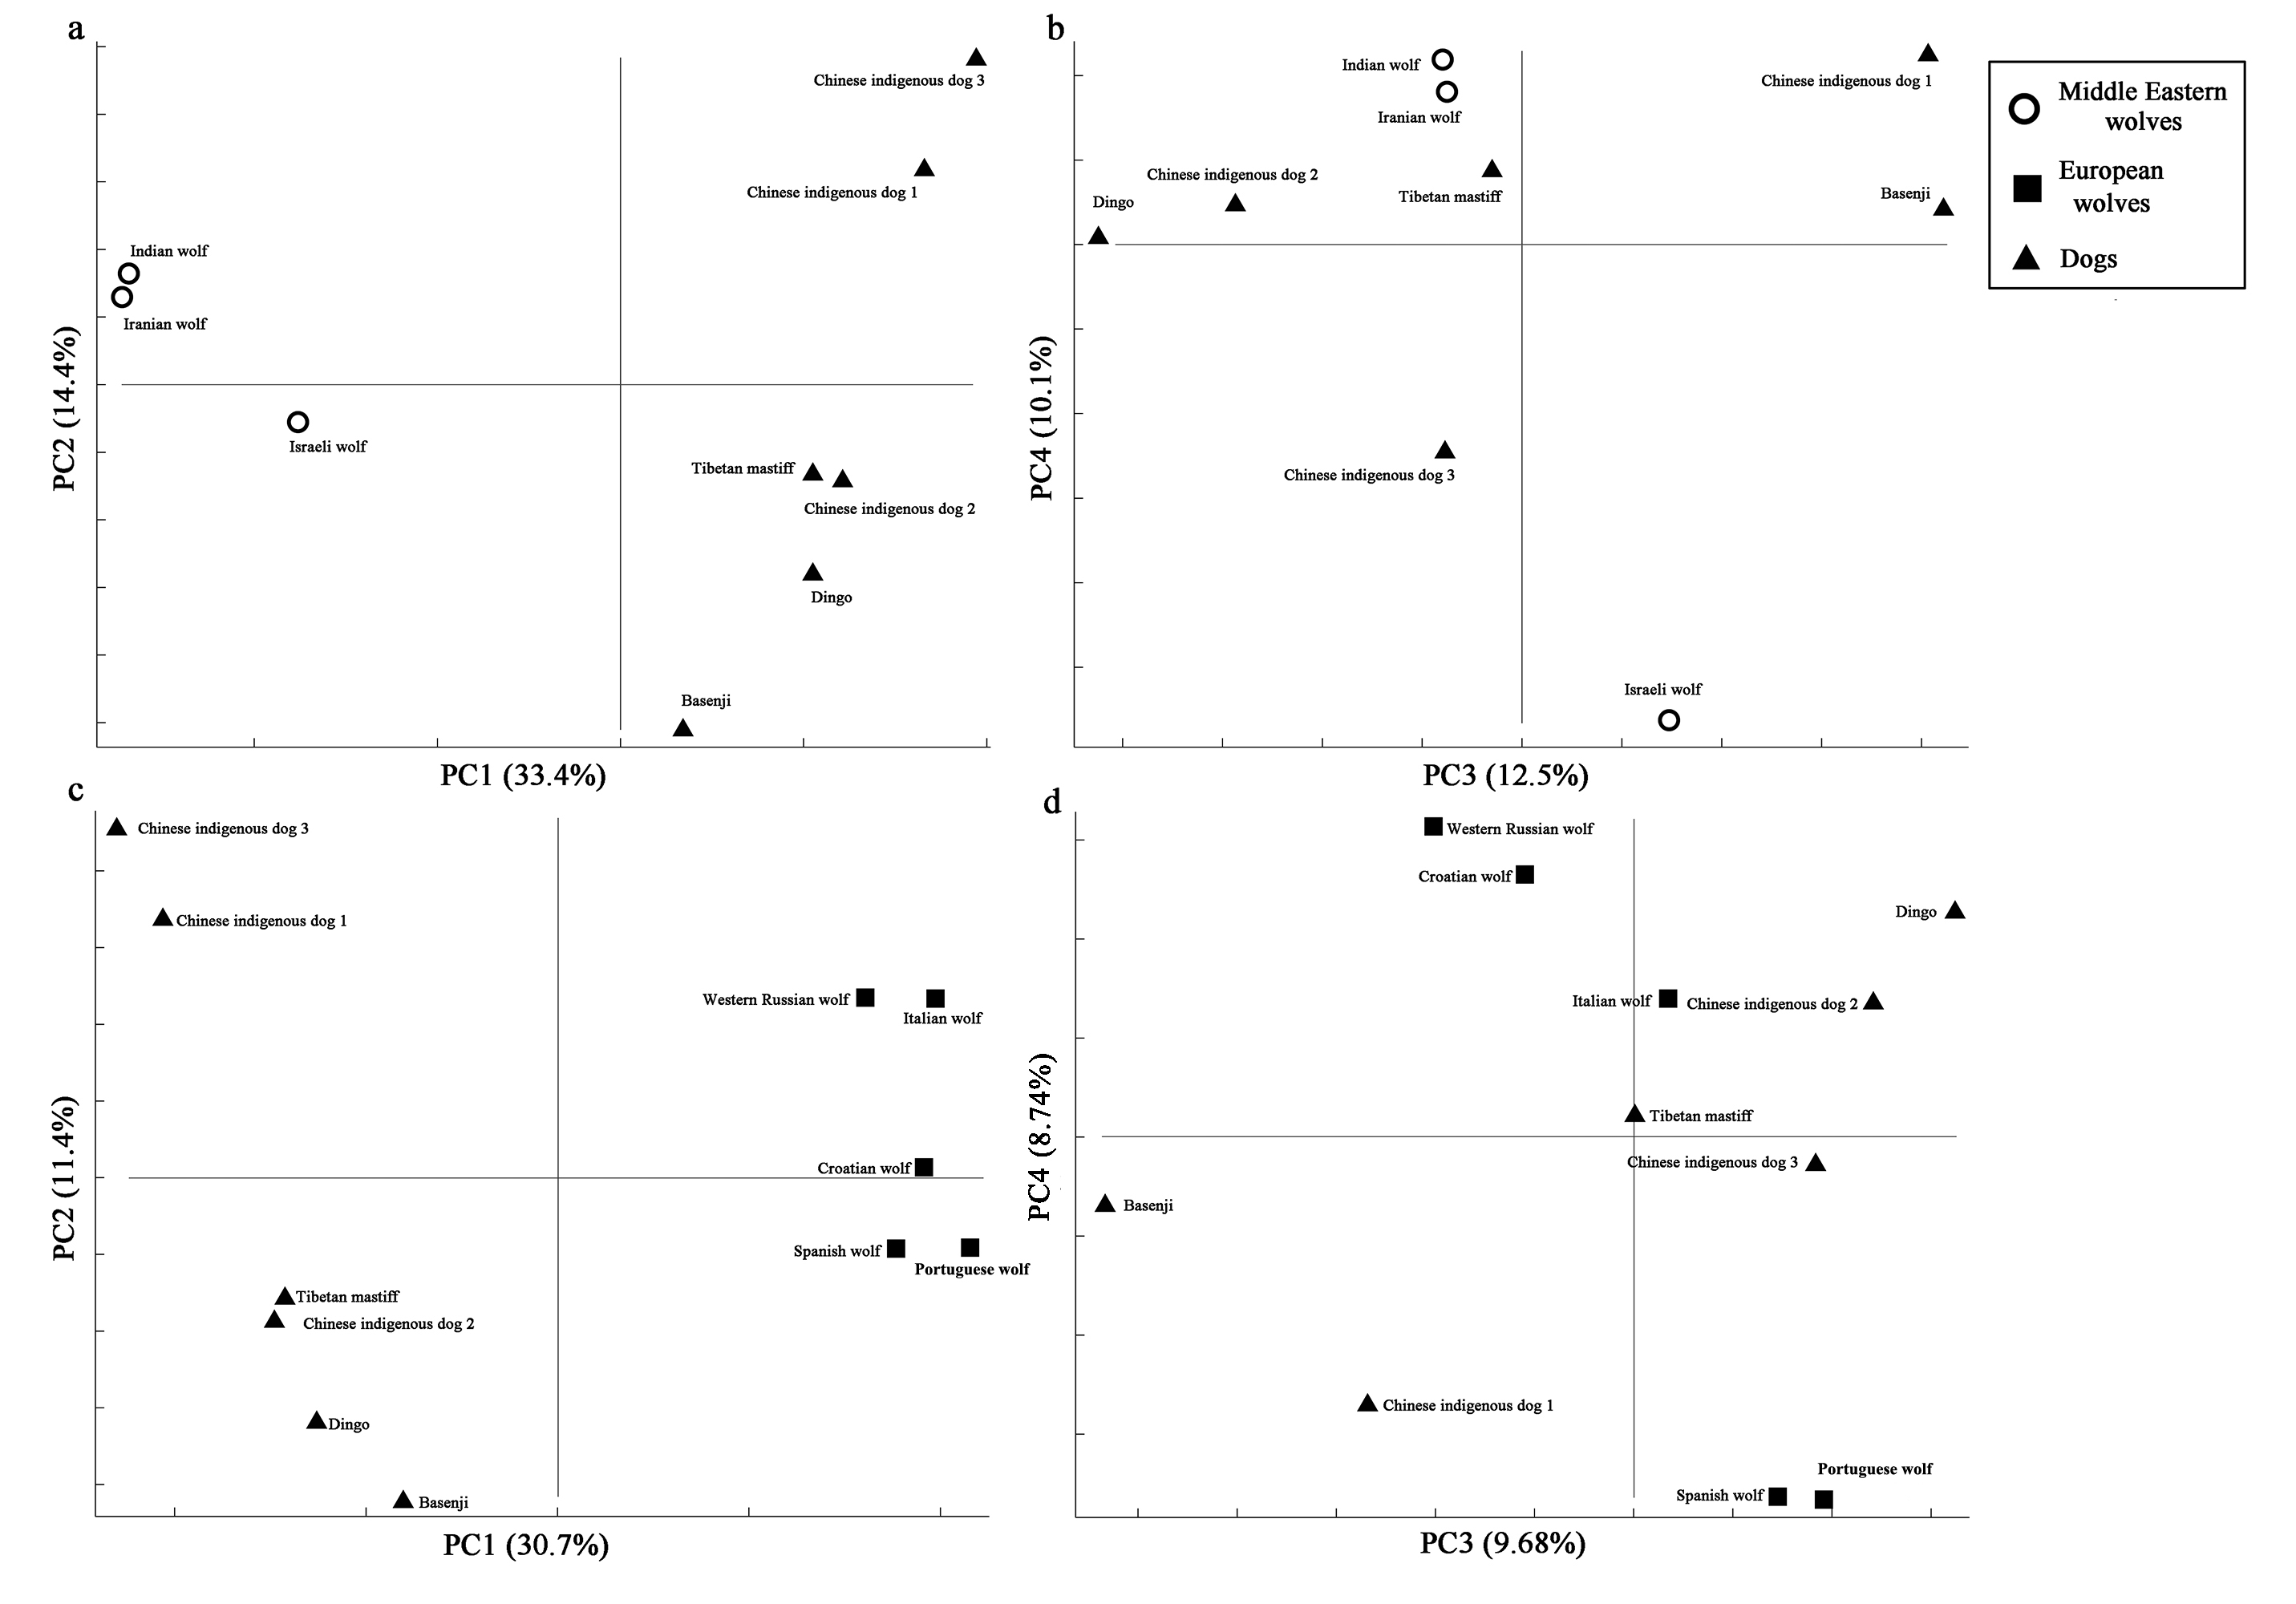 a
Chinese indigenous dog 3
Chinese indigenous dog 1
Indian wolf
Iranian wolf
Israeli wolf
Tibetan mastiff
Chinese indigenous dog 2
Dingo
Basenji
PC2 (14.4%)
PC1 (33.4%)
b
Indian wolf
Iranian wolf
Chinese indigenous dog 1
Chinese indigenous dog 2
Tibetan mastiff
Dingo
Basenji
Chinese indigenous dog 3
Israeli wolf
PC4 (10.1%)
PC3 (12.5%)
Middle Eastern
wolves
European
wolves
Dogs
c
Chinese indigenous dog 3
Chinese indigenous dog 1
Western Russian wolf
Italian wolf
Croatian wolf
Spanish wolf
Portuguese wolf
Tibetan mastiff
Chinese indigenous dog 2
Dingo
Basenji
PC2 (11.4%)
PC1 (30.7%)
d
Western Russian wolf
Croatian wolf
Dingo
Italian wolf
Chinese indigenous dog 2
Tibetan mastiff
Chinese indigenous dog 3
Basenji
Chinese indigenous dog 1
Portuguese wolf
Spanish wolf
PC4 (8.74%)
PC3 (9.68%)